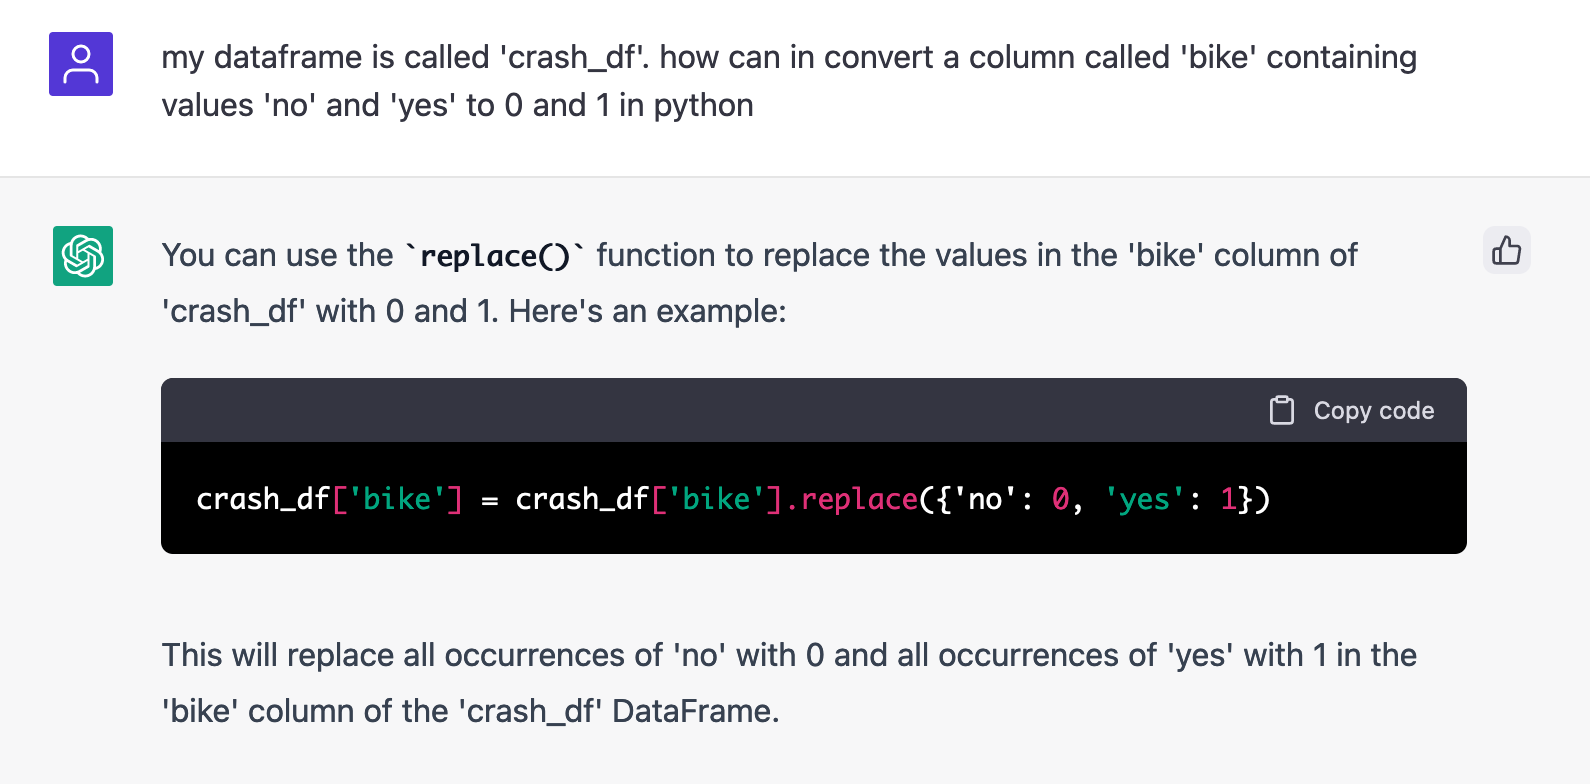 my dataframe is called 'crash_df'. how can in convert a column called 'bike' containing
values 'no' and 'yes' to 0 and 1 in python
You can use the `replace()` function to replace the values in the 'bike' column of
'crash_df' with 0 and 1. Here's an example:
Copy code
crash_df['bike'] = crash_df['bike'].replace({'no': 0, 'yes': 1})
This will replace all occurrences of 'no' with 0 and all occurrences of 'yes' with 1 in the
'bike' column of the 'crash_df' DataFrame.